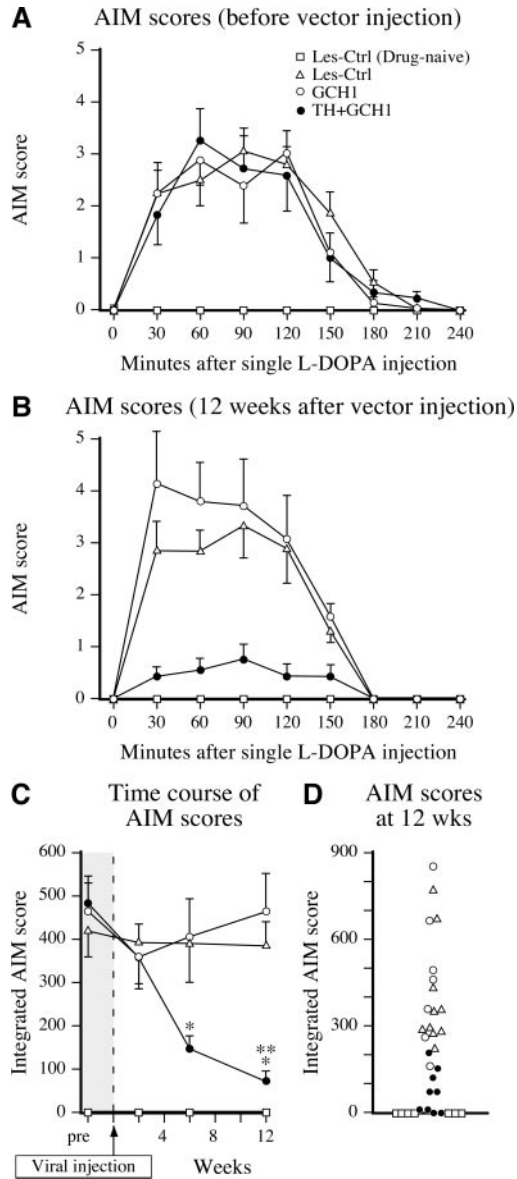 A AIM scores (before vector injection)
Les-Ctrl (Drug-naive)
Les-Ctrl
GCH1
TH+GCH1
AIM score
5
4
3
2
1
0
0 30 60 90 120 150 180 210 240
Minutes after single L-DOPA injection
B AIM scores (12 weeks after vector injection)
AIM score
5
4
3
2
1
0
0 30 60 90 120 150 180 210 240
Minutes after single L-DOPA injection
C Time course of
AIM scores
Integrated AIM score
600
500
400
300
200
100
0
*
**
*
pre 4 8 12
Viral injection
Weeks
D AIM scores
at 12 wks
Integrated AIM score
900
600
300
0